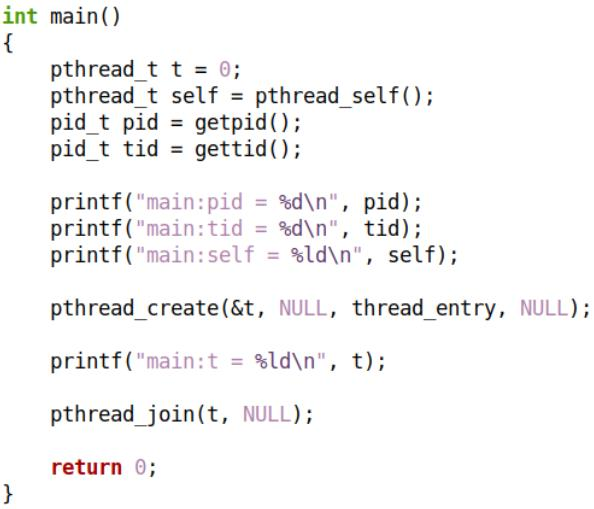 int main()
{
    pthread_t t = 0;
    pthread_t self = pthread_self();
    pid_t pid = getpid();
    pid_t tid = gettid();

    printf("main:pid = %d\n", pid);
    printf("main:tid = %d\n", tid);
    printf("main:self = %ld\n", self);

    pthread_create(&t, NULL, thread_entry, NULL);

    printf("main:t = %ld\n", t);

    pthread_join(t, NULL);

    return 0;
}